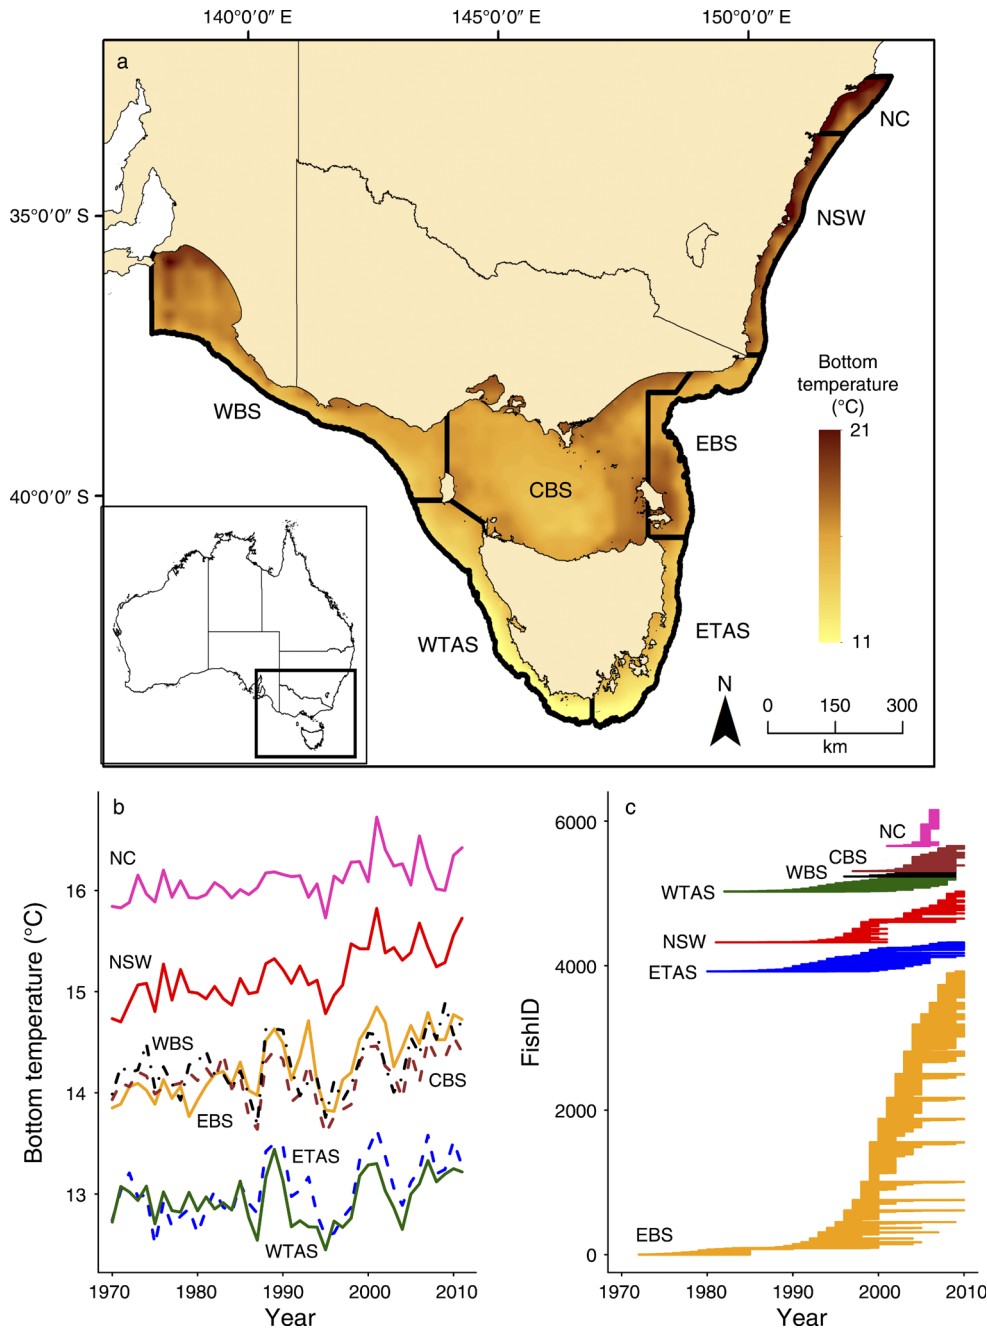 140°0′0″ E
145°0′0″ E
150°0′0″ E
a
NC
35°0′0″ S
NSW
Bottom
temperature
(°C)
WBS
21
EBS
40°0′0″ S
CBS
WTAS
ETAS
11
N
0 150 300
km
b
Bottom temperature (°C)
NC
16
NSW
15
WBS
14
CBS
EBS
ETAS
13
WTAS
1970 1980 1990 2000 2010
Year
c
FishID
6000
NC
CBS
WBS
WTAS
NSW
ETAS
4000
2000
EBS
0
1970 1980 1990 2000 2010
Year